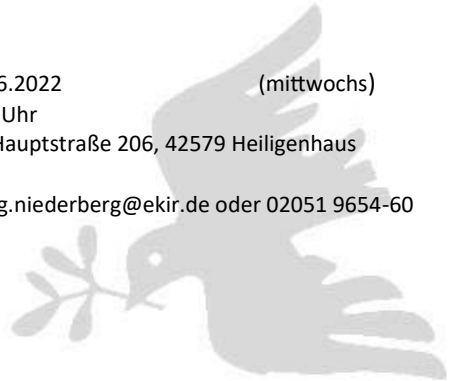 6.2022 (mittwochs)
Uhr
Hauptstraße 206, 42579 Heiligenhaus
g.niederberg@ekir.de oder 02051 9654-60